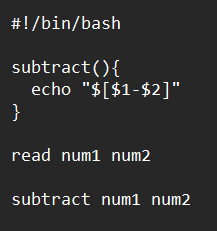 #!/bin/bash
subtract(){
  echo "$[$1-$2]"
}
read num1 num2
subtract num1 num2